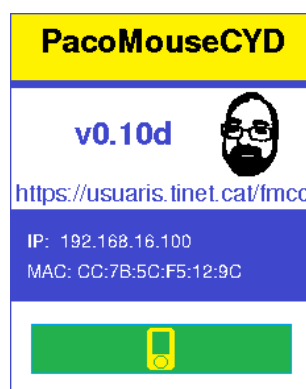 PacoMouseCYD
v0.10d
https://usuaris.tinet.cat/fmco
IP: 192.168.16.100
MAC: CC:7B:5C:F5:12:9C